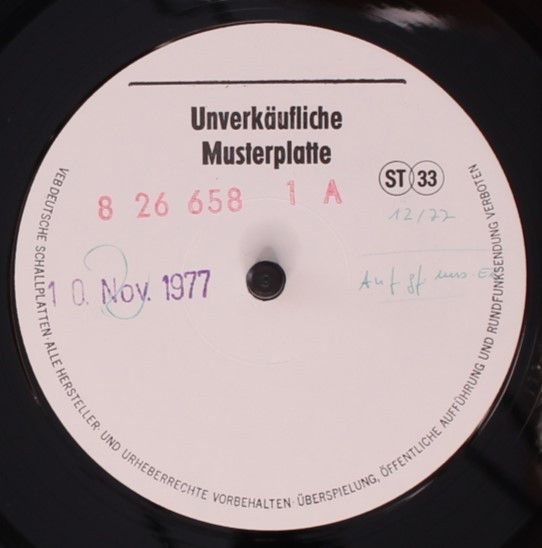 Unverkäufliche
Musterplatte
ST 33
8 26 658 1 A
12/77
10. Nov. 1977
VEB DEUTSCHE SCHALLPLATTEN·ALLE HERSTELLER- UND URHEBERRECHTE VORBEHALTEN·ÜBERSPIELUNG, ÖFFENTLICHE AUFFÜHRUNG UND RUNDFUNKSENDUNG VERBOTEN